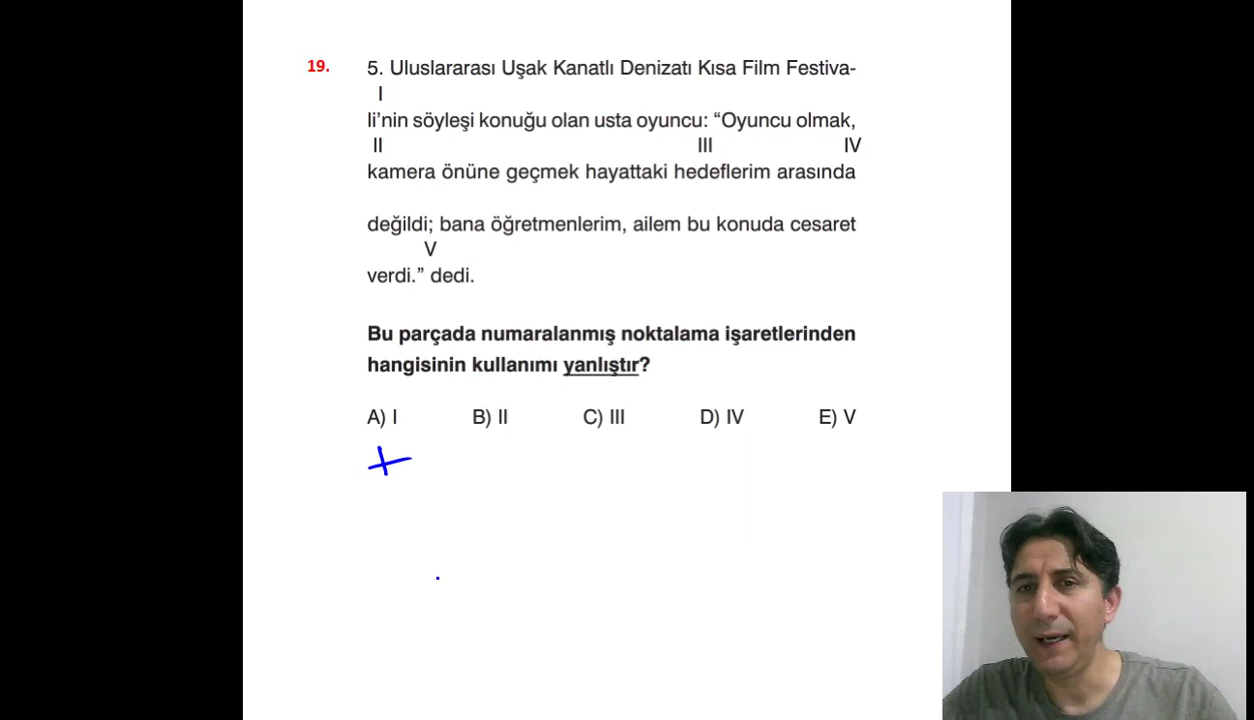 19.
5. Uluslararası Uşak Kanatlı Denizatı Kısa Film Festiva-
I
li’nin söyleşi konuğu olan usta oyuncu: “Oyuncu olmak,
II III IV
kamera önüne geçmek hayattaki hedeflerim arasında
değildi; bana öğretmenlerim, ailem bu konuda cesaret
V
verdi.” dedi.
Bu parçada numaralanmış noktalama işaretlerinden
hangisinin kullanımı yanlıştır?
A) I B) II C) III D) IV E) V